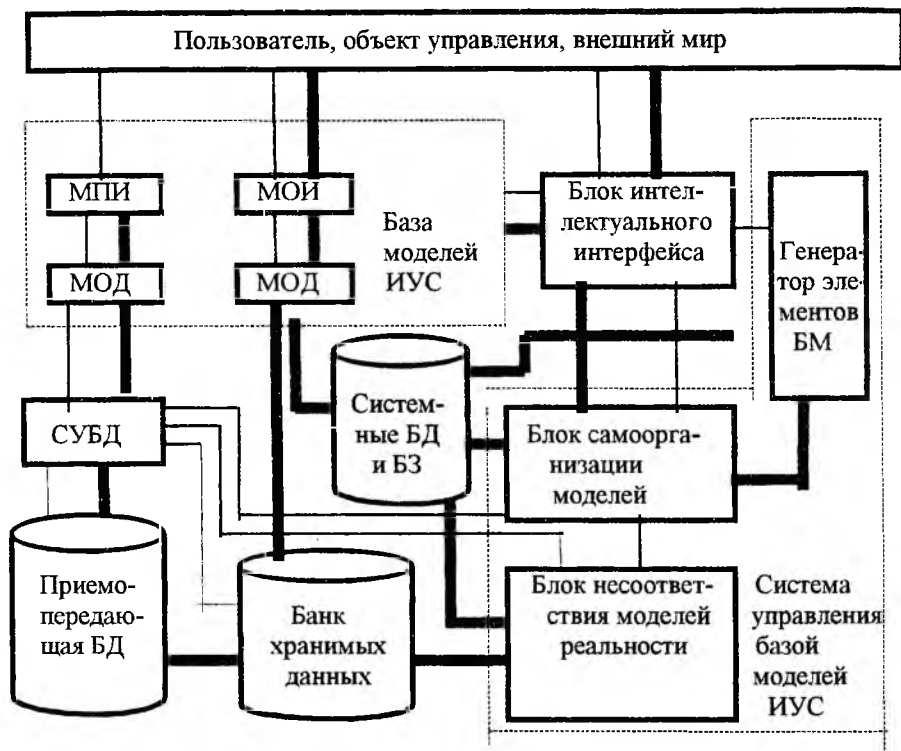 Пользователь, объект управления, внешний мир
МПИ
МОИ
МОД
МОД
База
моделей
ИУС
Блок интел-
лектуального
интерфейса
Генера-
тор эле-
ментов
БМ
СУБД
Систем-
ные БД
и БЗ
Блок самоорга-
низации
моделей
Приемо-
передаю-
щая БД
Банк
хранимых
данных
Блок несоответ-
ствия моделей
реальности
Система
управления
базой
моделей
ИУС